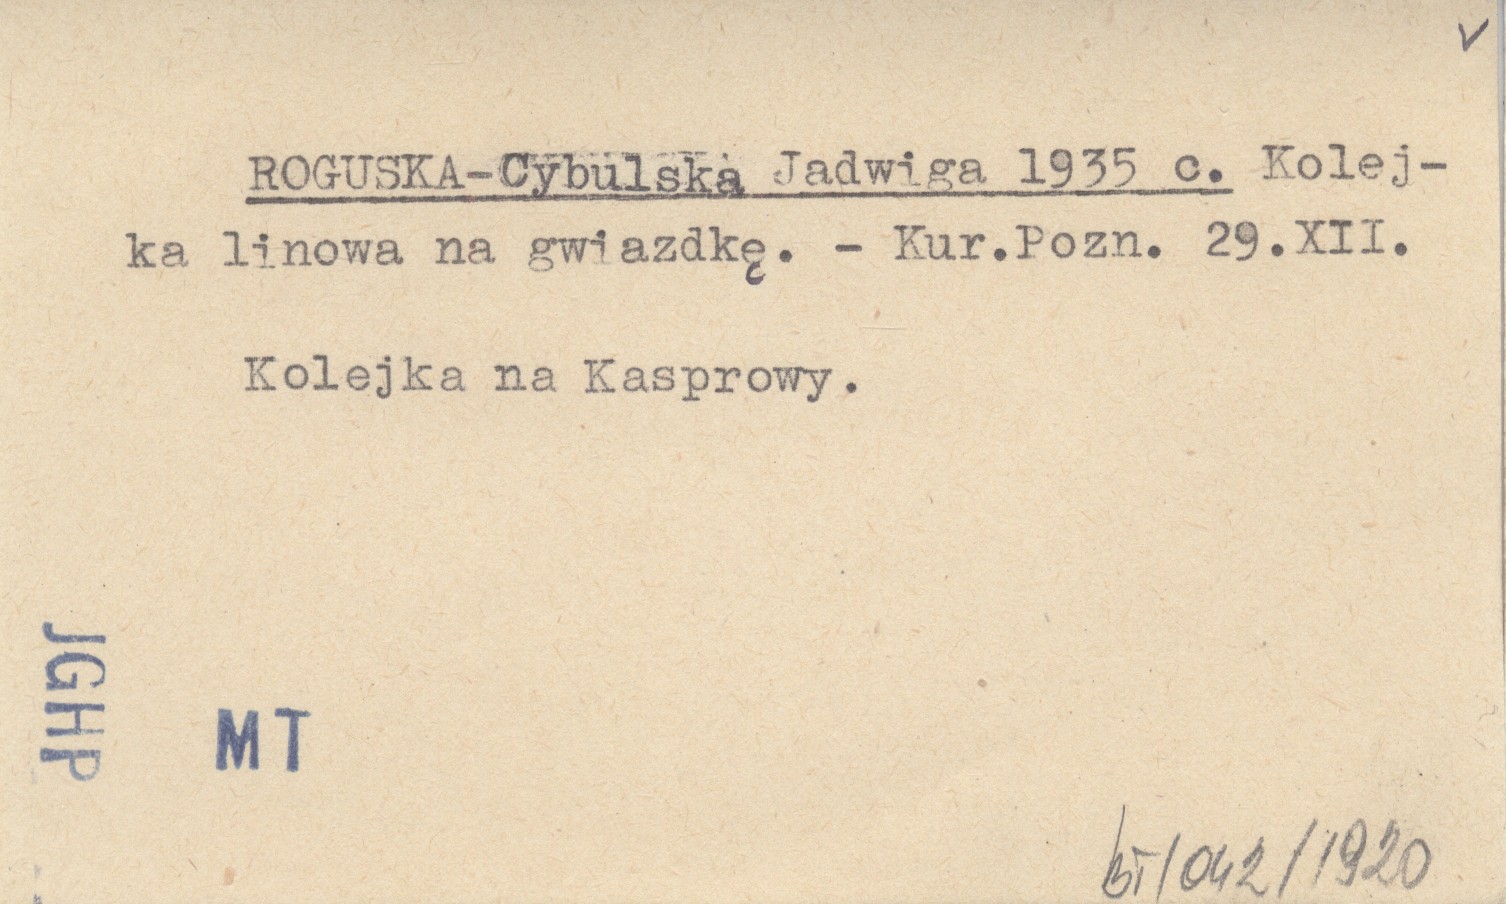 ROGUSKA-Cybulska Jadwiga 1935 c. Kolej-
ka linowa na gwiazdkę. - Kur.Pozn. 29.XII.
Kolejka na Kasprowy.
JGHP
MT
BT/042/1920